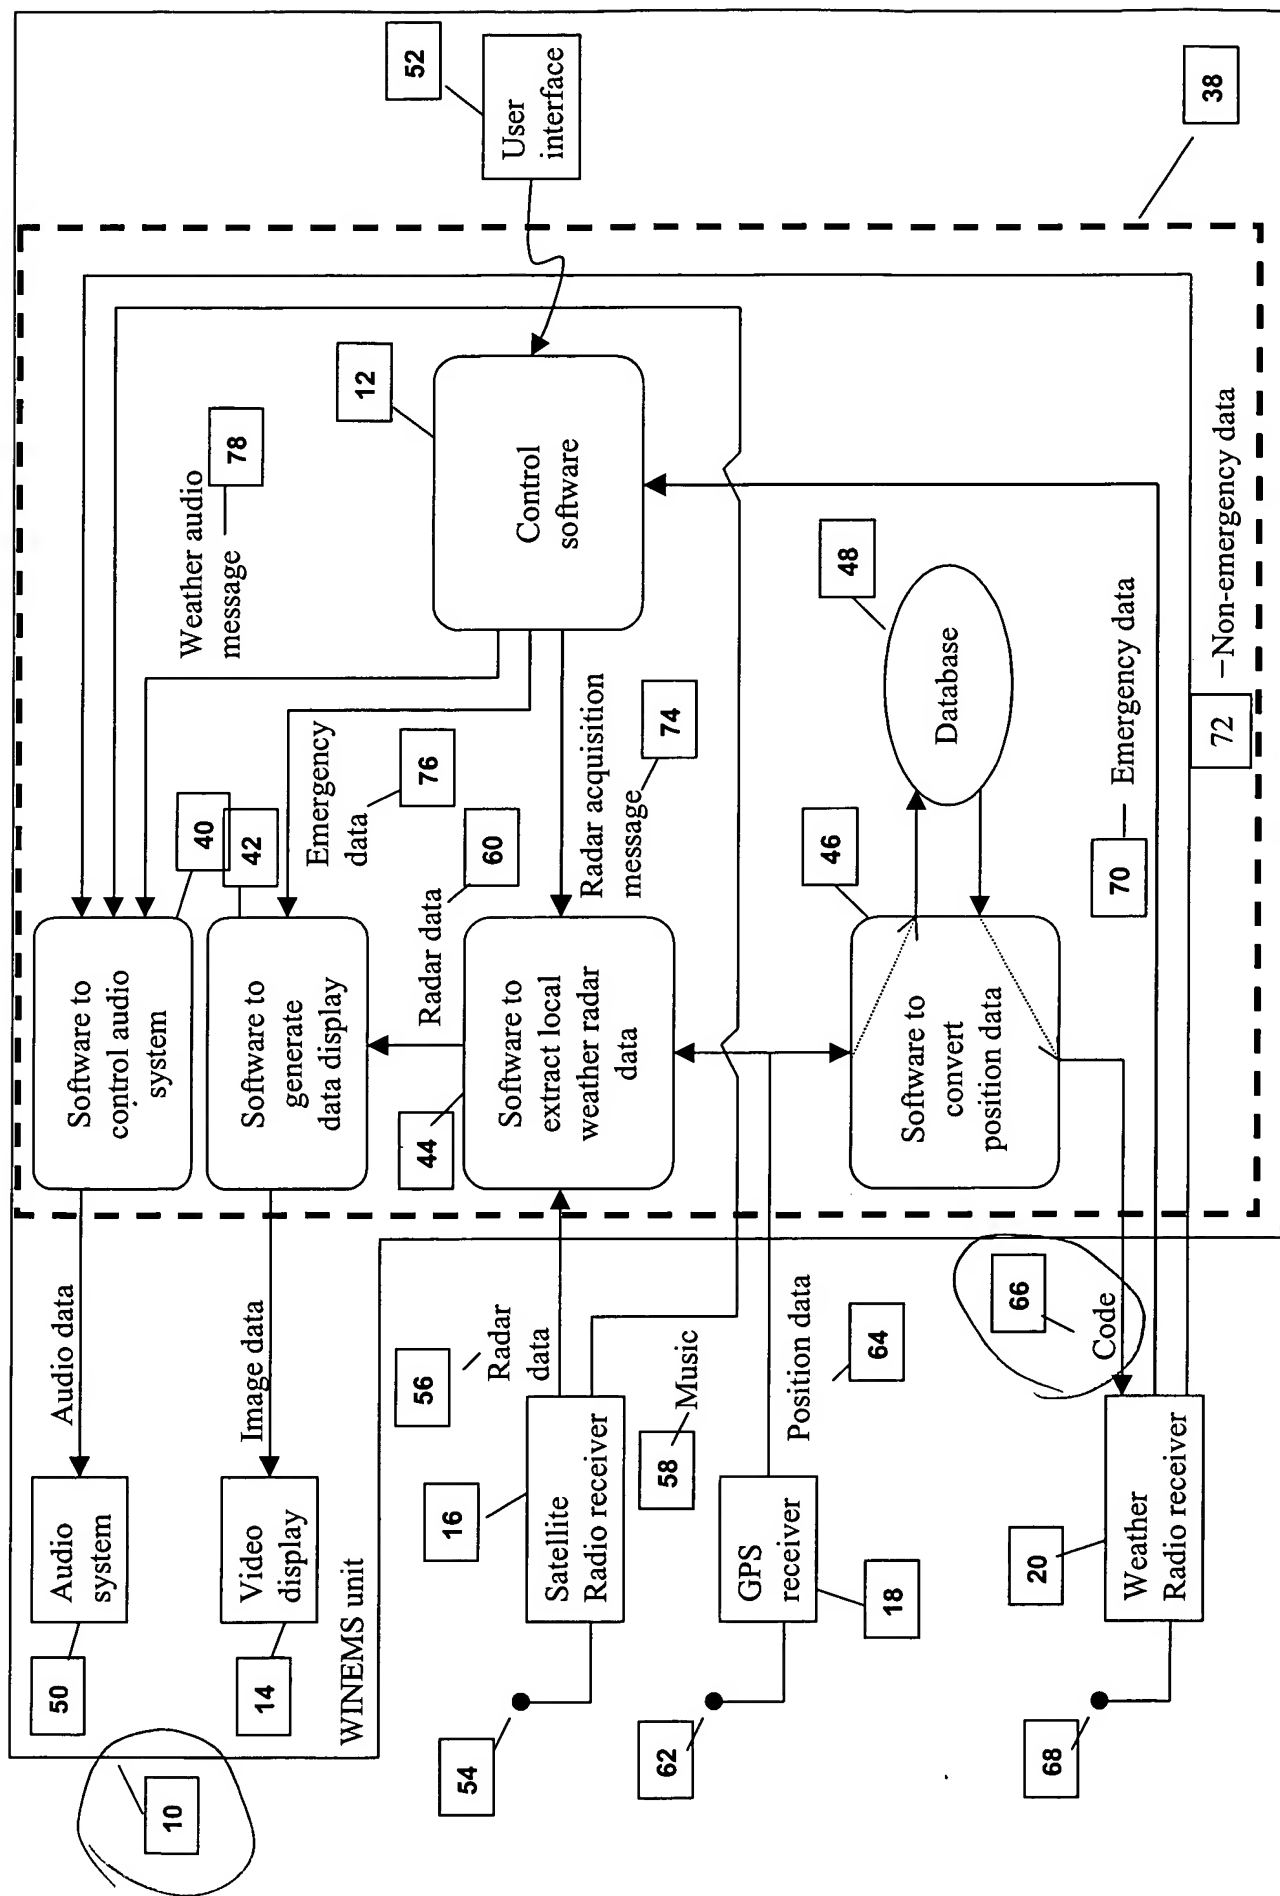 10
50
Audio
system
Audio data
Software to
control audio
system
40
Weather audio
message
78
14
Video
display
Image data
Software to
generate
data display
42
Emergency
data
76
WINEMS unit
52
User
interface
12
Control
software
54
16
Satellite
Radio receiver
56
Radar
data
44
Software to
extract local
weather radar
data
Radar data
60
Radar acquisition
message
74
58
Music
62
GPS
receiver
18
Position data
64
46
Software to
convert
position data
48
Database
66
Code
68
20
Weather
Radio receiver
70
Emergency data
72
Non-emergency data
38